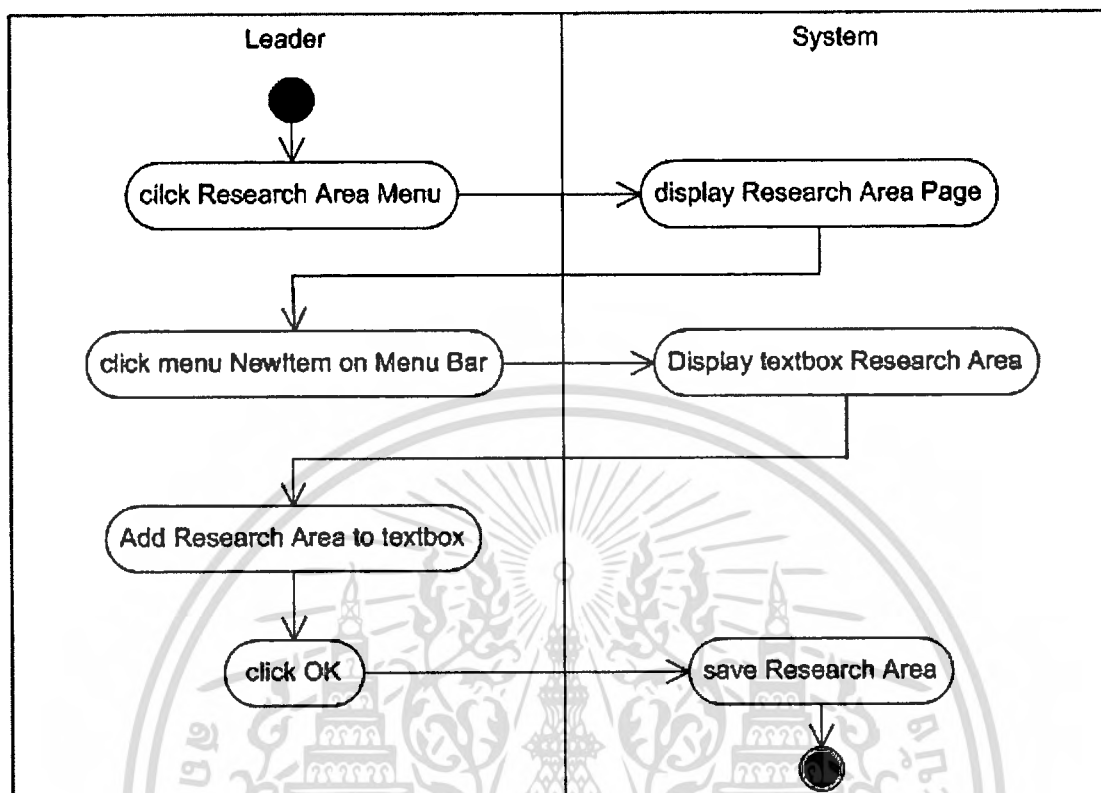 Leader
System
cilck Research Area Menu
display Research Area Page
click menu NewItem on Menu Bar
Display textbox Research Area
Add Research Area to textbox
click OK
save Research Area